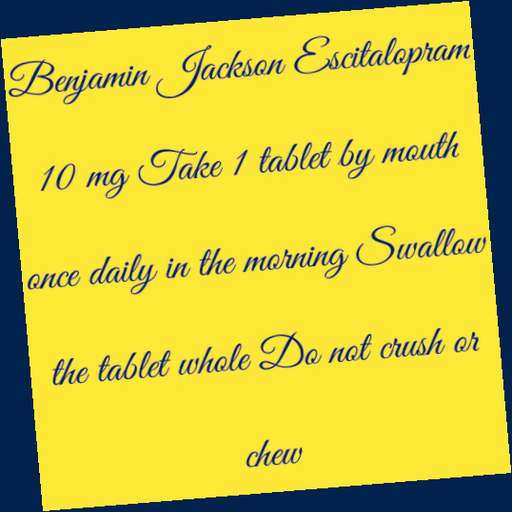 Benjamin Jackson Escitalopram
10 mg Take 1 tablet by mouth
once daily in the morning Swallow
the tablet whole Do not crush or
chew